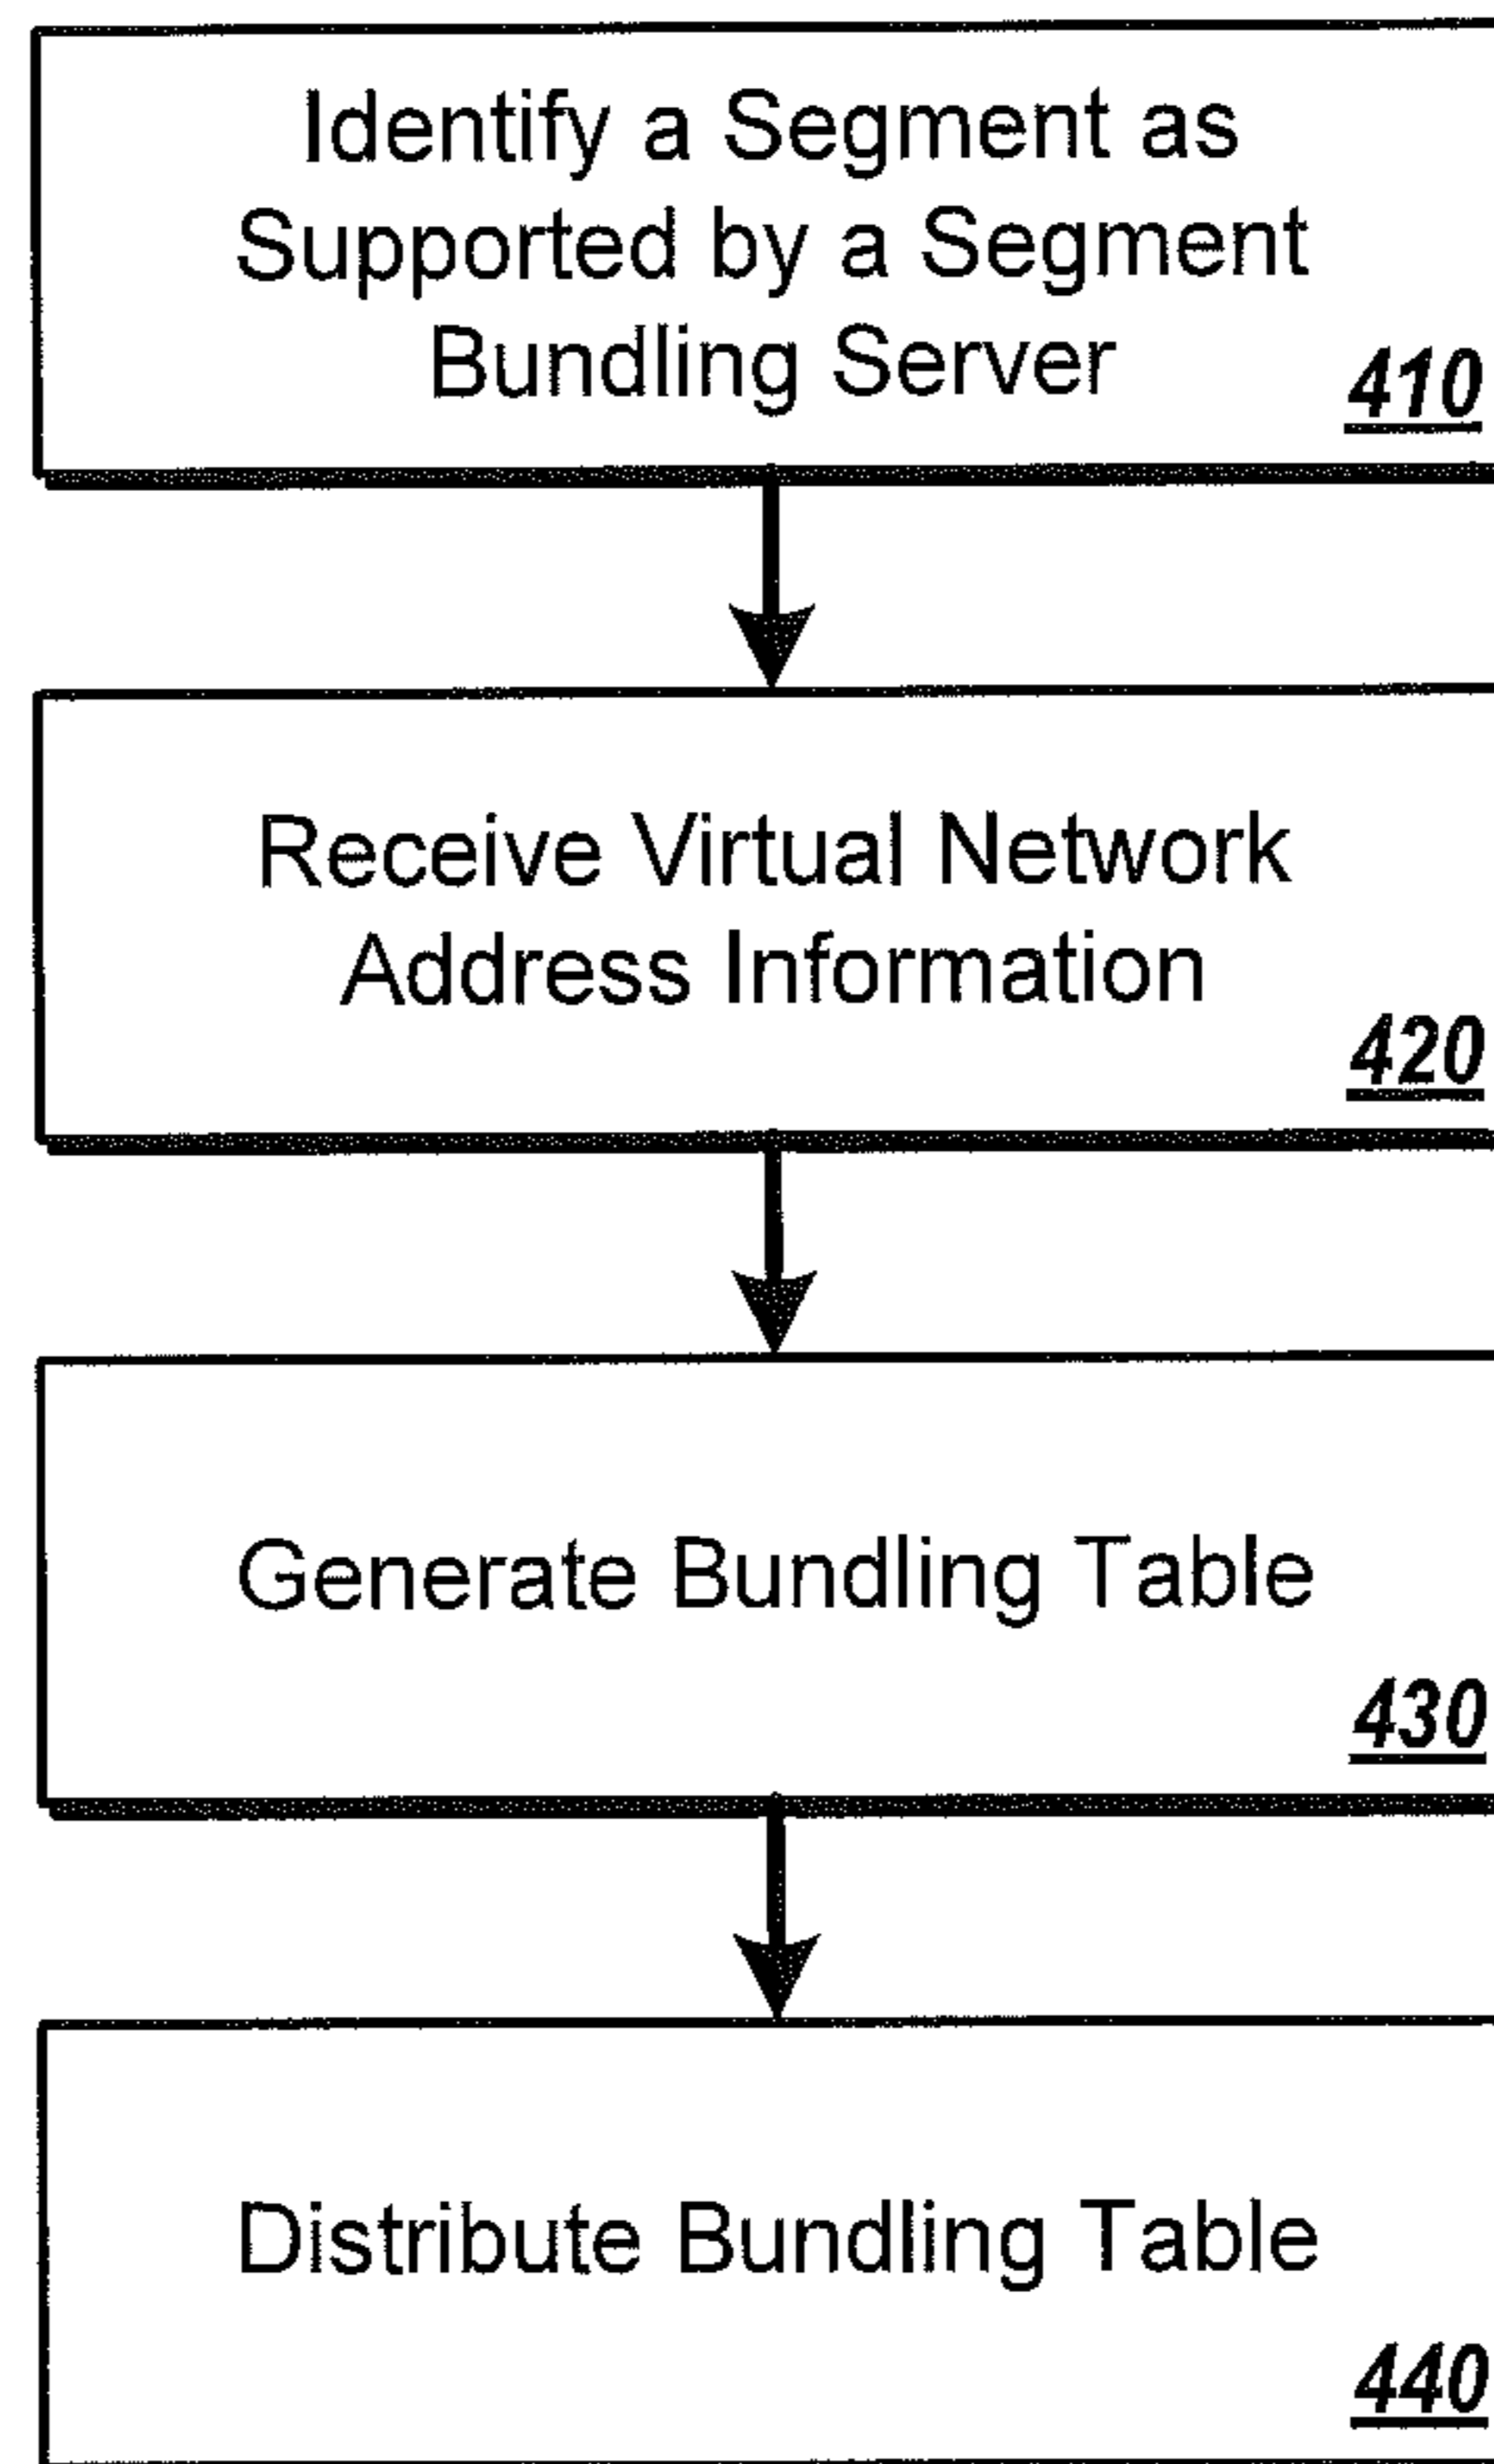 Identify a Segment as
Supported by a Segment
Bundling Server
410
Receive Virtual Network
Address Information
420
Generate Bundling Table
430
Distribute Bundling Table
440